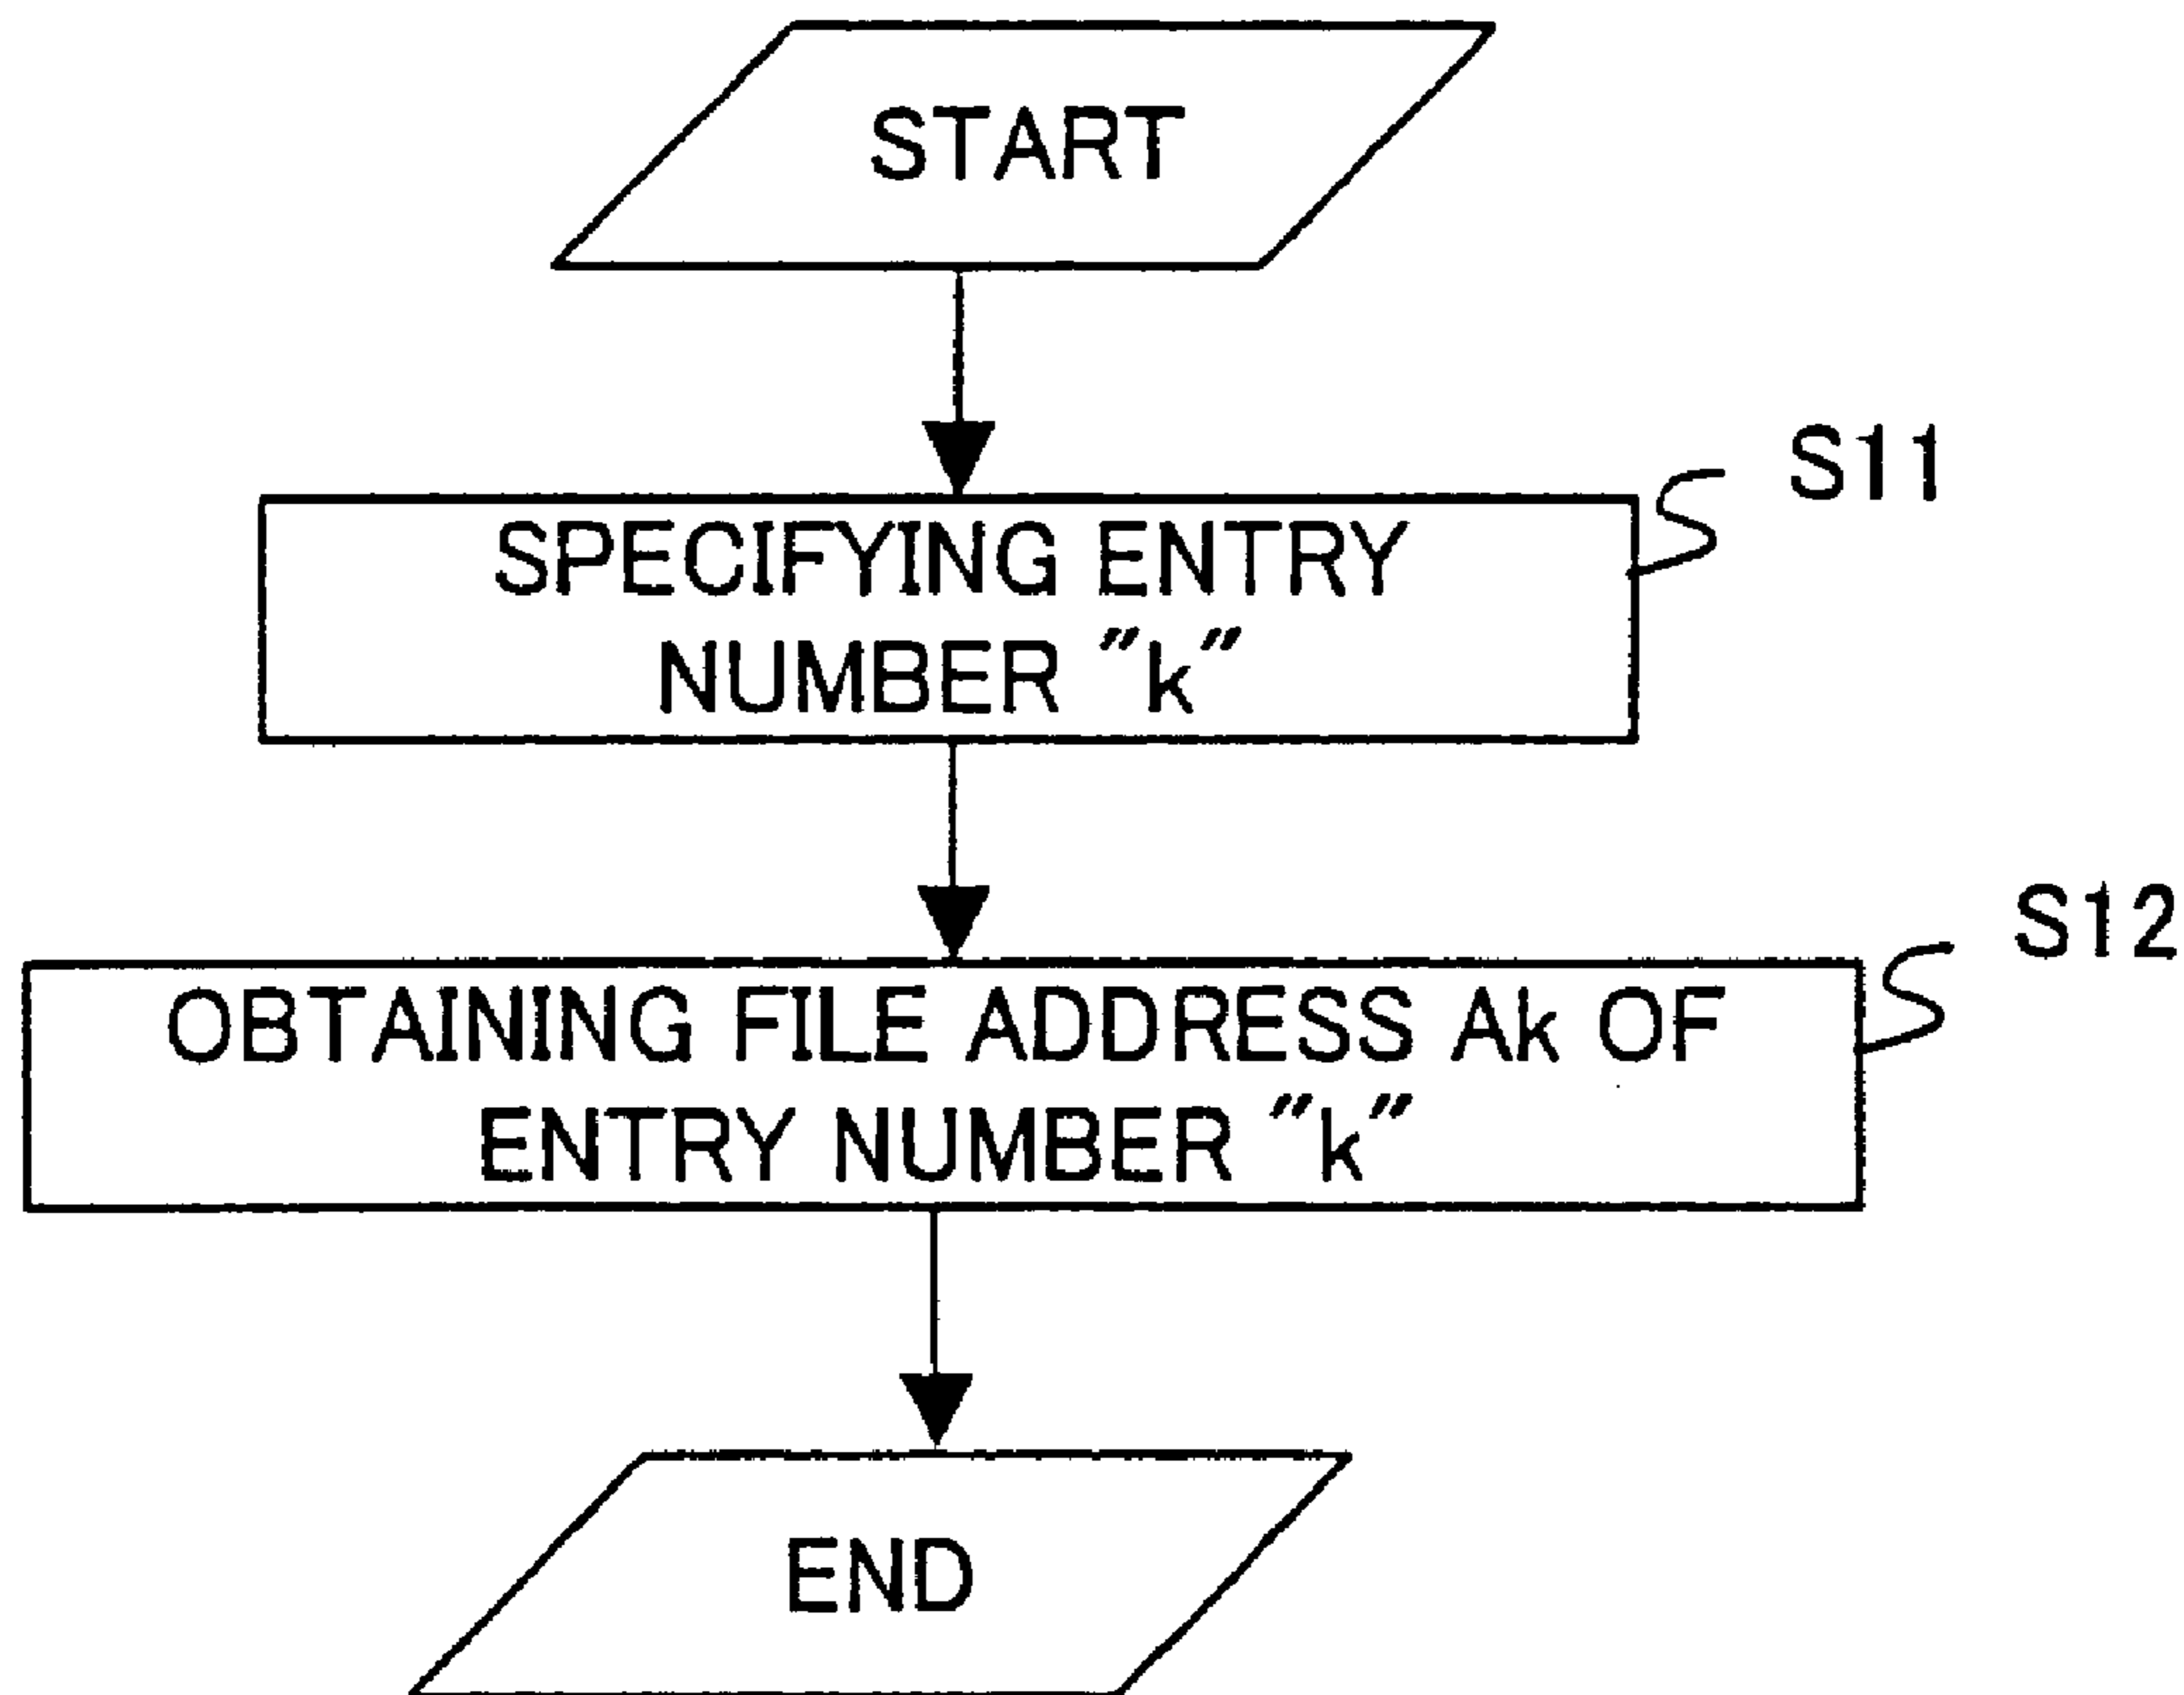 START
S11
SPECIFYING ENTRY
NUMBER "k"
S12
OBTAINING FILE ADDRESS Ak OF
ENTRY NUMBER "k"
END